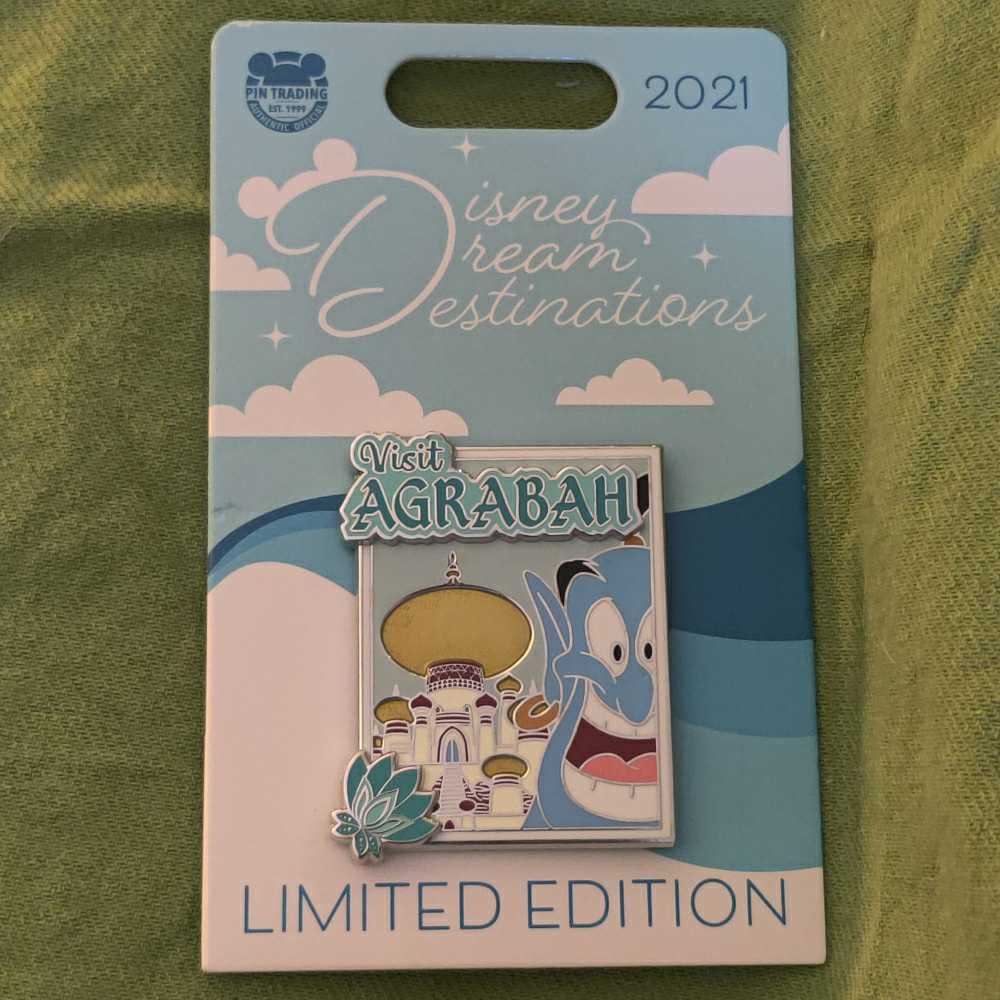 PIN TRADING
EST. 1999
AUTHENTIC OFFICIAL
2021
Disney
Dream
Destinations
Visit
AGRABAH
LIMITED EDITION